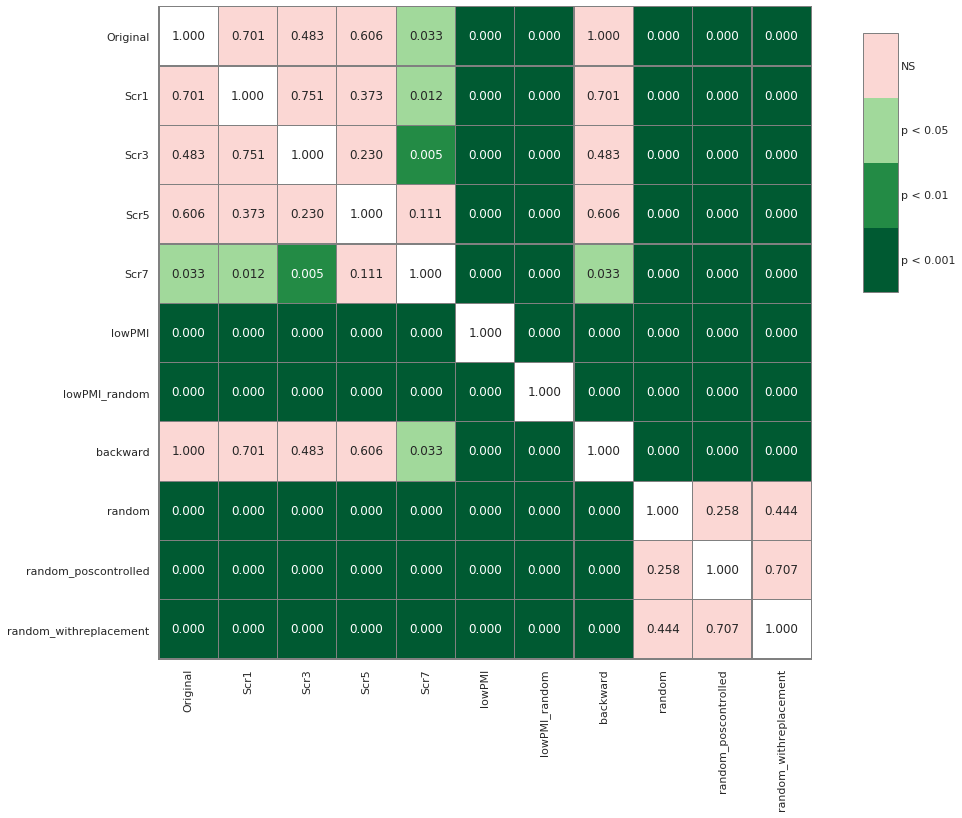 Original 1.000 0.701 0.483 0.606 0.033 0.000 0.000 1.000 0.000 0.000 0.000
Scr1 0.701 1.000 0.751 0.373 0.012 0.000 0.000 0.701 0.000 0.000 0.000
Scr3 0.483 0.751 1.000 0.230 0.005 0.000 0.000 0.483 0.000 0.000 0.000
Scr5 0.606 0.373 0.230 1.000 0.111 0.000 0.000 0.606 0.000 0.000 0.000
Scr7 0.033 0.012 0.005 0.111 1.000 0.000 0.000 0.033 0.000 0.000 0.000
lowPMI 0.000 0.000 0.000 0.000 0.000 1.000 0.000 0.000 0.000 0.000 0.000
lowPMI_random 0.000 0.000 0.000 0.000 0.000 0.000 1.000 0.000 0.000 0.000 0.000
backward 1.000 0.701 0.483 0.606 0.033 0.000 0.000 1.000 0.000 0.000 0.000
random 0.000 0.000 0.000 0.000 0.000 0.000 0.000 0.000 1.000 0.258 0.444
random_poscontrolled 0.000 0.000 0.000 0.000 0.000 0.000 0.000 0.000 0.258 1.000 0.707
random_withreplacement 0.000 0.000 0.000 0.000 0.000 0.000 0.000 0.000 0.444 0.707 1.000
Original
Scr1
Scr3
Scr5
Scr7
lowPMI
lowPMI_random
backward
random
random_poscontrolled
random_withreplacement
NS
p < 0.05
p < 0.01
p < 0.001